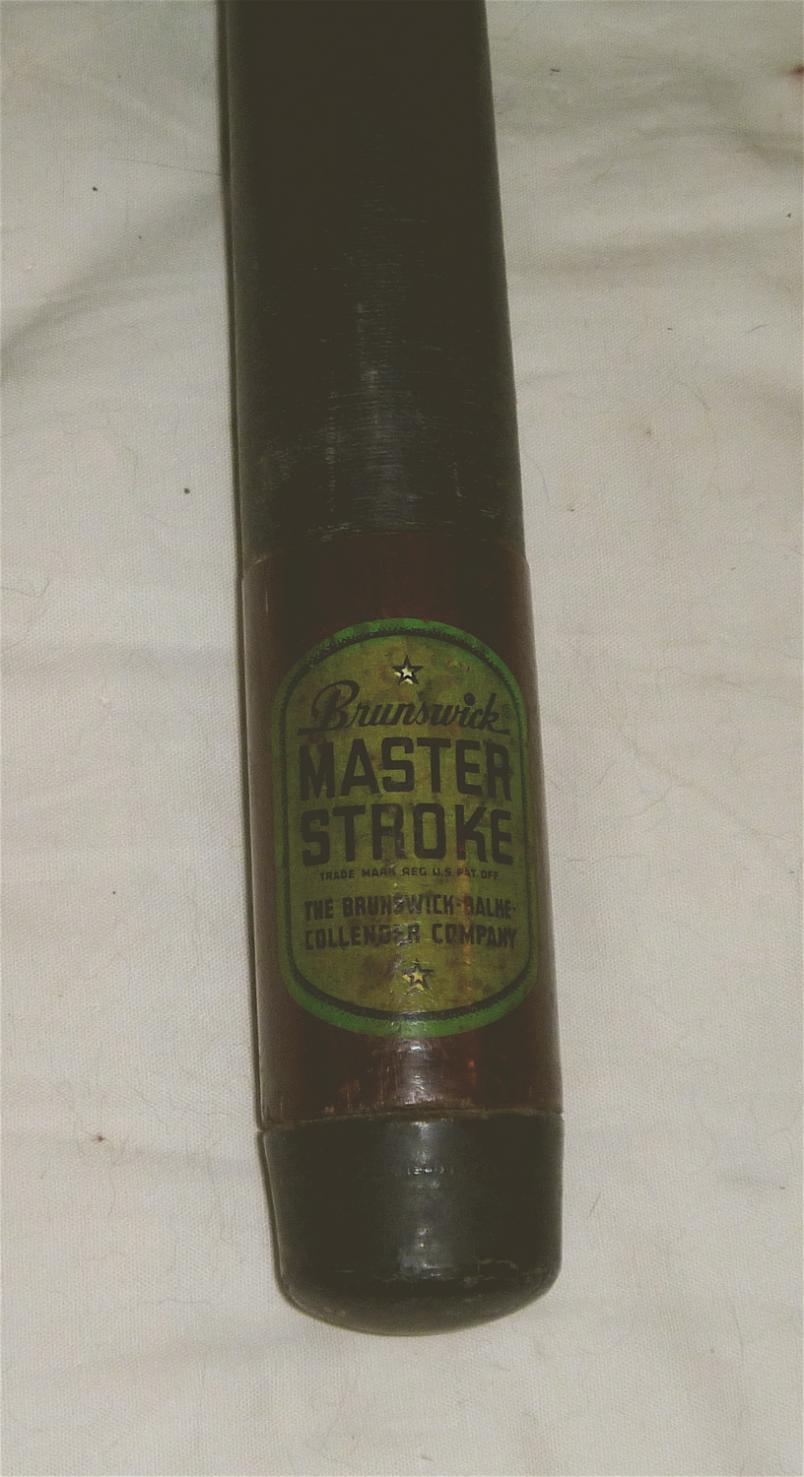 Brunswick
MASTER
STROKE
TRADE MARK REG U.S. PAT. OFF
THE BRUNSWICK-BALKE-
COLLENDER COMPANY